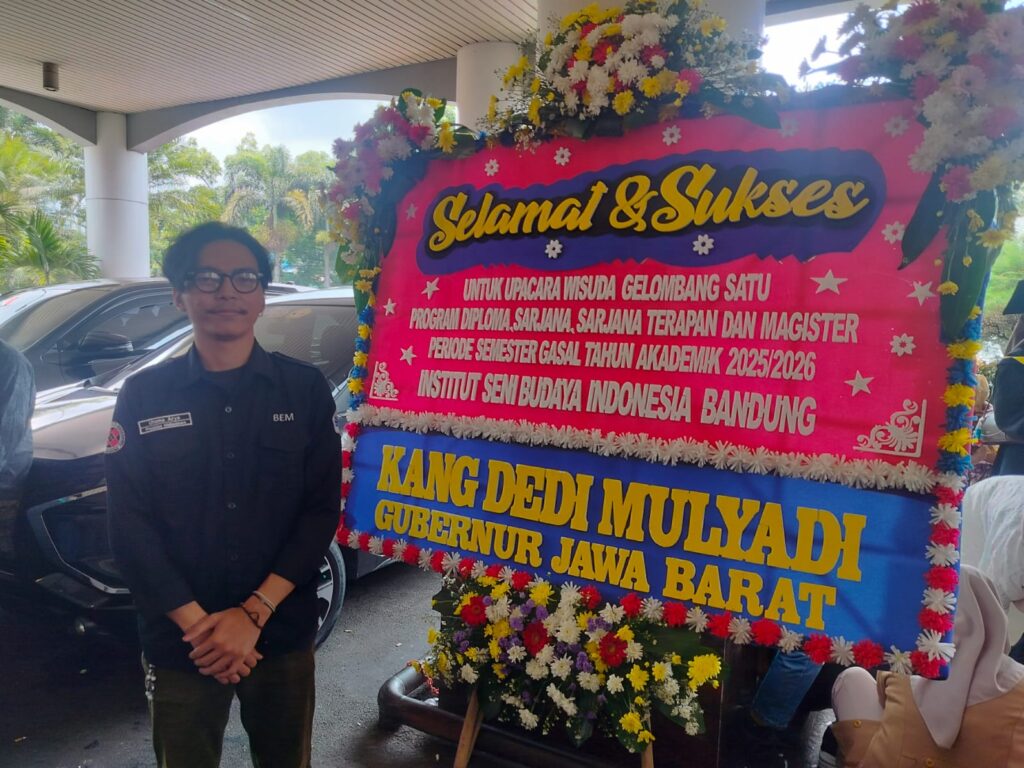 Selamat & Sukses
UNTUK UPACARA WISUDA GELOMBANG SATU
PROGRAM DIPLOMA, SARJANA, SARJANA TERAPAN DAN MAGISTER
PERIODE SEMESTER GASAL TAHUN AKADEMIK 2025/2026
INSTITUT SENI BUDAYA INDONESIA BANDUNG
KANG DEDI MULYADI
GUBERNUR JAWA BARAT
BEM